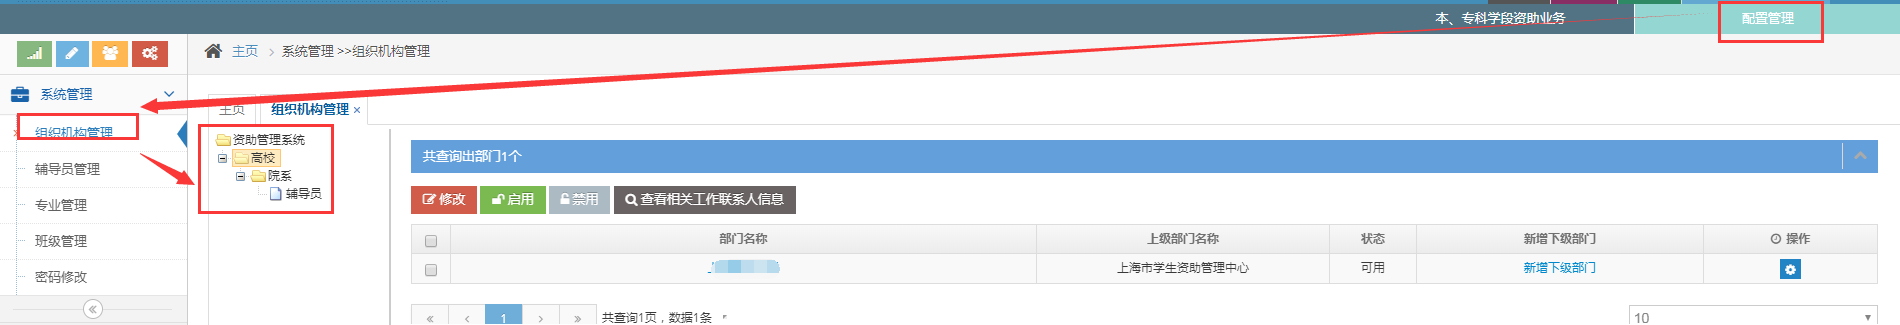 本、专科学段资助业务
配置管理
主页 系统管理 >>组织机构管理
系统管理
组织机构管理
辅导员管理
专业管理
班级管理
密码修改
主页 组织机构管理 ×
资助管理系统
高校
院系
辅导员
共查询出部门1个
修改 启用 禁用 查看相关工作联系人信息
部门名称 上级部门名称 状态 新增下级部门 操作
上海市学生资助管理中心 可用 新增下级部门
« ‹ 1 › » 共查询1页，数据1条
10